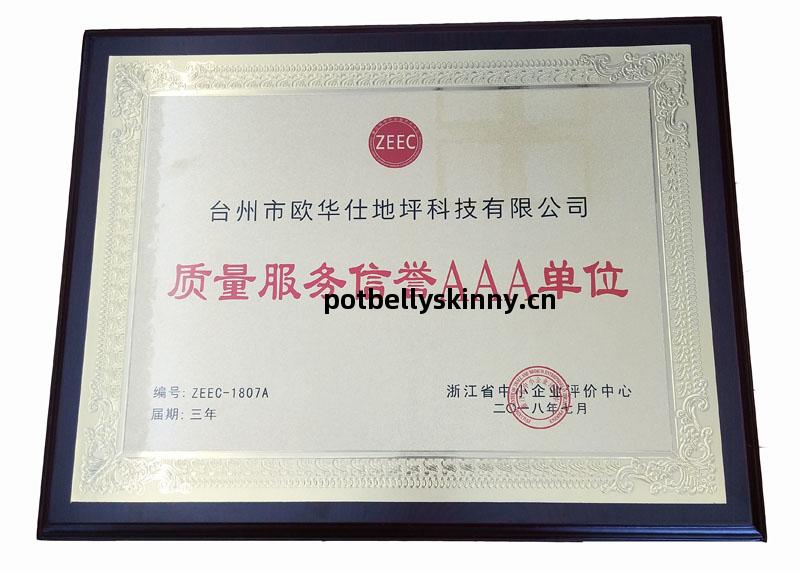 ZEEC
台州市欧华仕地坪科技有限公司
质量服务信誉AAA单位
potbellyskinny.cn
编号: ZEEC-1807A
届期: 三年
浙江省中小企业评价中心
二〇一八年七月